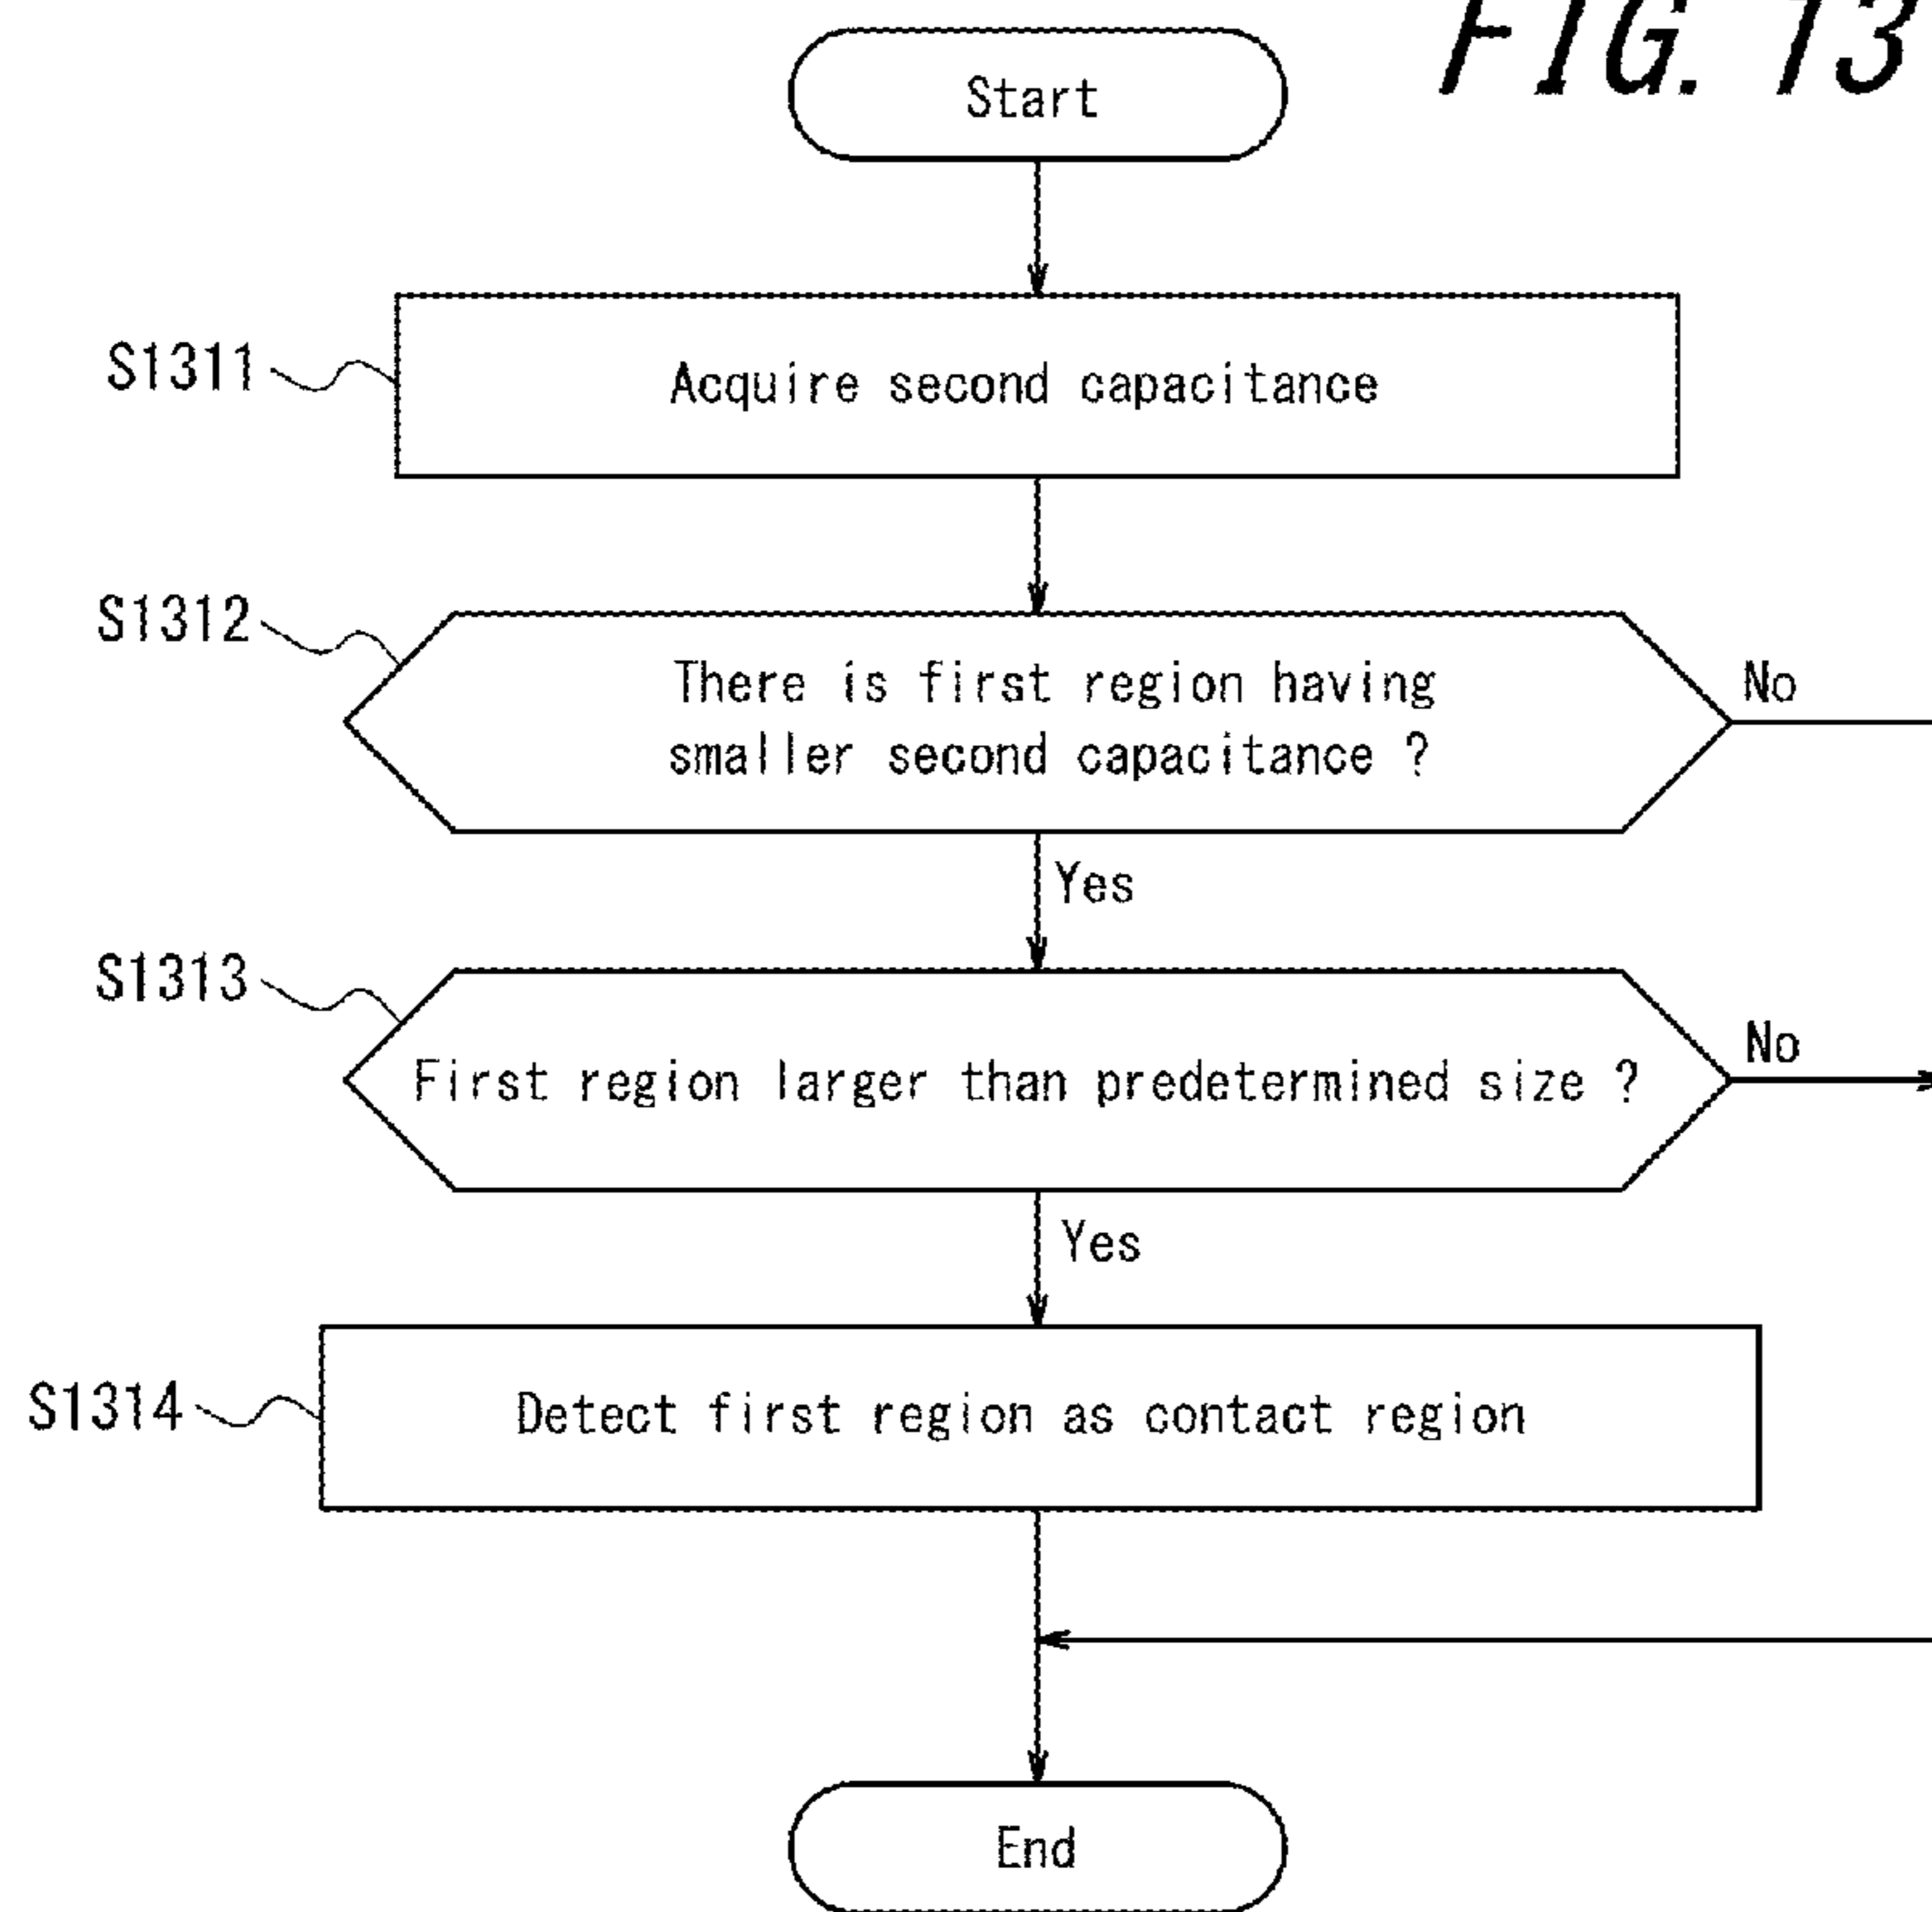 FIG. 13
Start
S1311
Acquire second capacitance
S1312
There is first region having
smaller second capacitance ?
No
Yes
S1313
First region larger than predetermined size ?
No
Yes
S1314
Detect first region as contact region
End